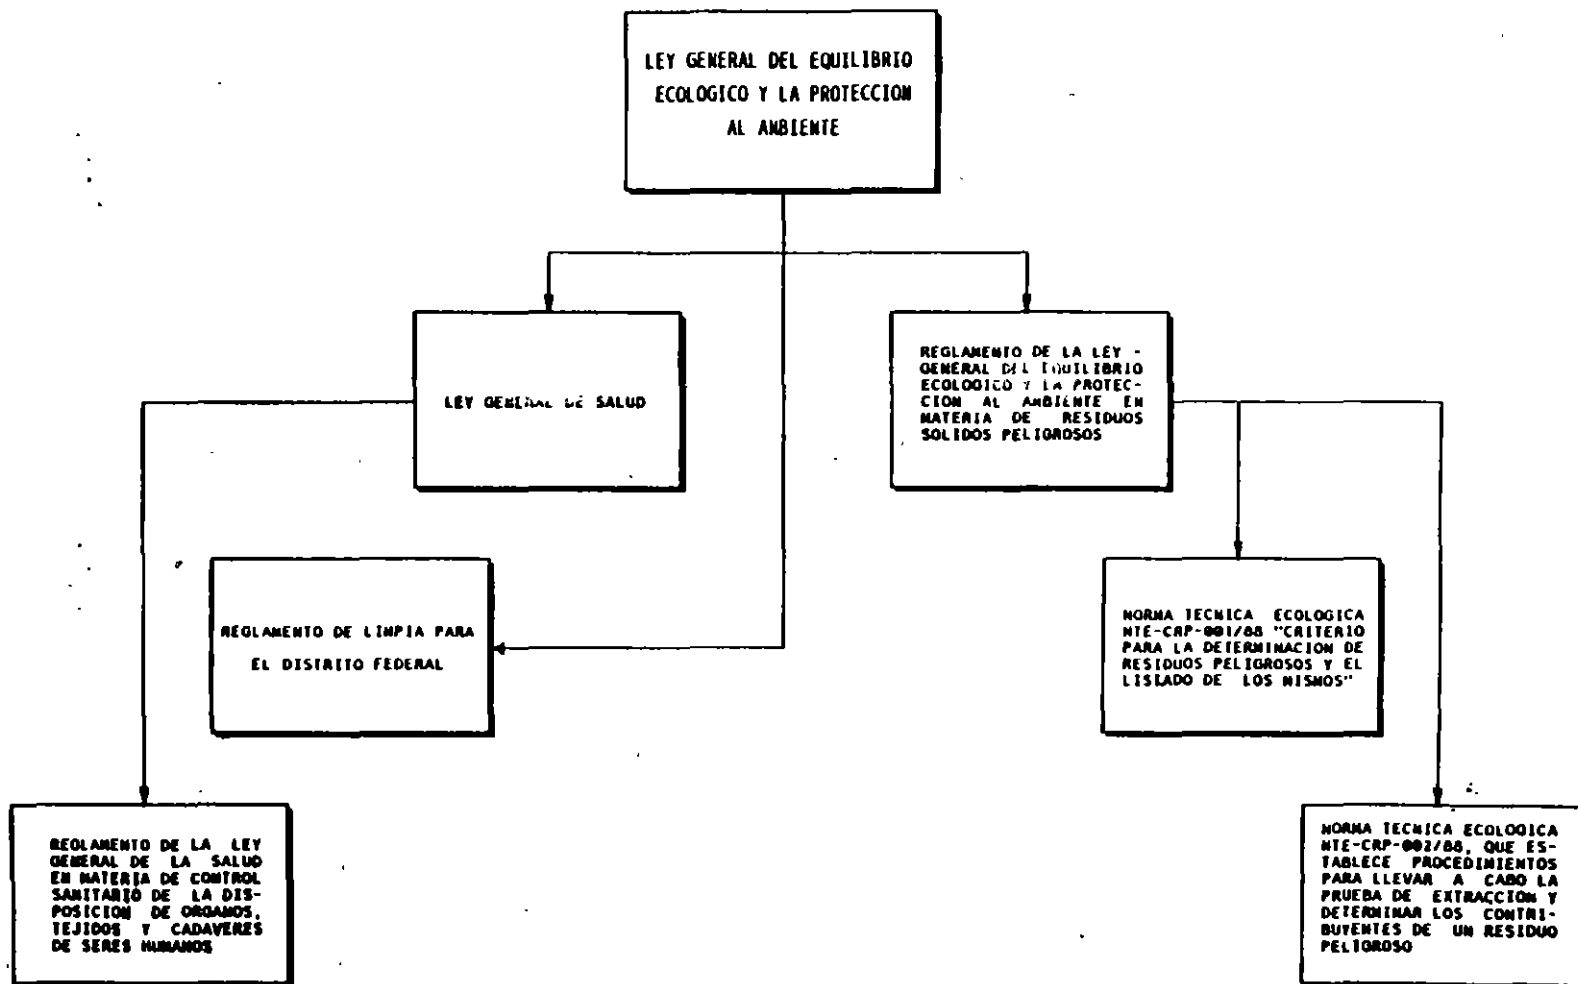 LEY GENERAL DEL EQUILIBRIO
ECOLOGICO Y LA PROTECCION
AL AMBIENTE
LEY GENERAL DE SALUD
REGLAMENTO DE LA LEY -
GENERAL DEL EQUILIBRIO
ECOLOGICO Y LA PROTEC-
CION AL AMBIENTE EN
MATERIA DE RESIDUOS
SOLIDOS PELIGROSOS
REGLAMENTO DE LIMPIA PARA
EL DISTRITO FEDERAL
NORMA TECNICA ECOLOGICA
NTE-CRP-001/88 "CRITERIO
PARA LA DETERMINACION DE
RESIDUOS PELIGROSOS Y EL
LISTADO DE LOS MISMOS"
REGLAMENTO DE LA LEY
GENERAL DE LA SALUD
EN MATERIA DE CONTROL
SANITARIO DE LA DIS-
POSICION DE ORGANOS,
TEJIDOS Y CADAVERES
DE SERES HUMANOS
NORMA TECNICA ECOLOGICA
NTE-CRP-002/88, QUE ES-
TABLECE PROCEDIMIENTOS
PARA LLEVAR A CABO LA
PRUEBA DE EXTRACCION Y
DETERMINAR LOS CONTRI-
BUYENTES DE UN RESIDUO
PELIGROSO